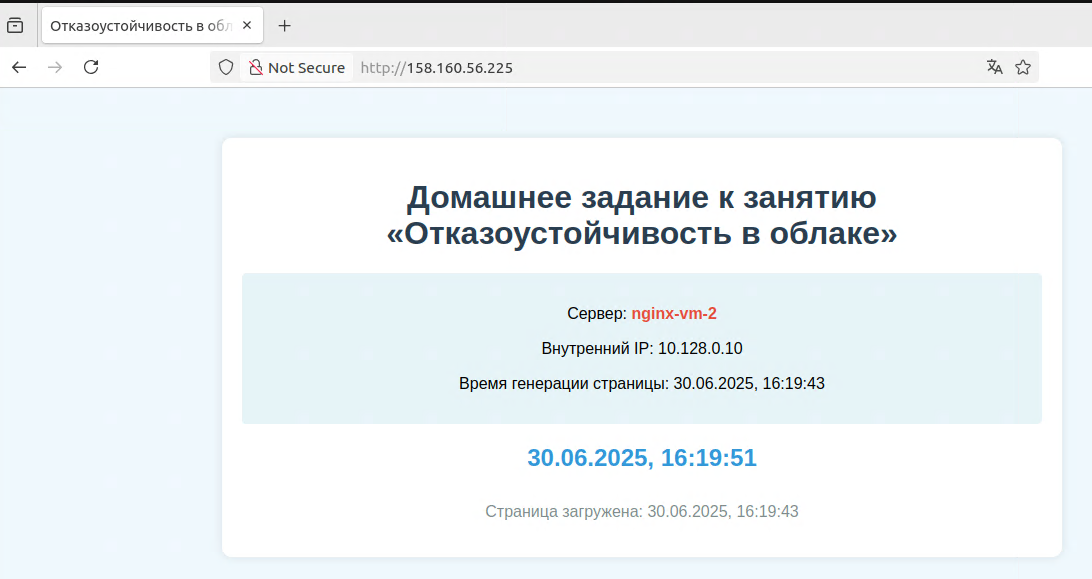 Отказоустойчивость в обл
Not Secure http://158.160.56.225
Домашнее задание к занятию
«Отказоустойчивость в облаке»
Сервер: nginx-vm-2
Внутренний IP: 10.128.0.10
Время генерации страницы: 30.06.2025, 16:19:43
30.06.2025, 16:19:51
Страница загружена: 30.06.2025, 16:19:43